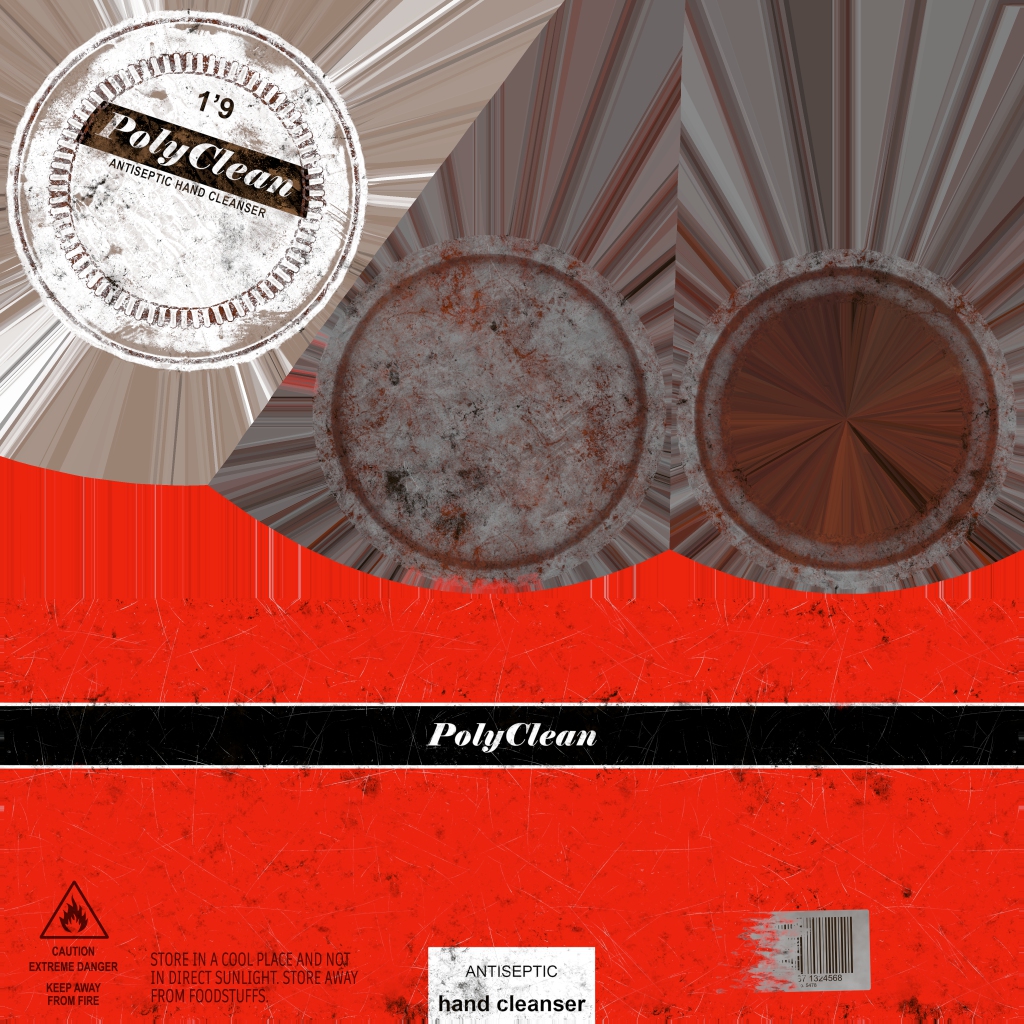 1’9
PolyClean
ANTISEPTIC HAND CLEANSER
PolyClean
CAUTION
EXTREME DANGER
KEEP AWAY
FROM FIRE
STORE IN A COOL PLACE AND NOT
IN DIRECT SUNLIGHT. STORE AWAY
FROM FOODSTUFFS.
ANTISEPTIC
hand cleanser
1324568